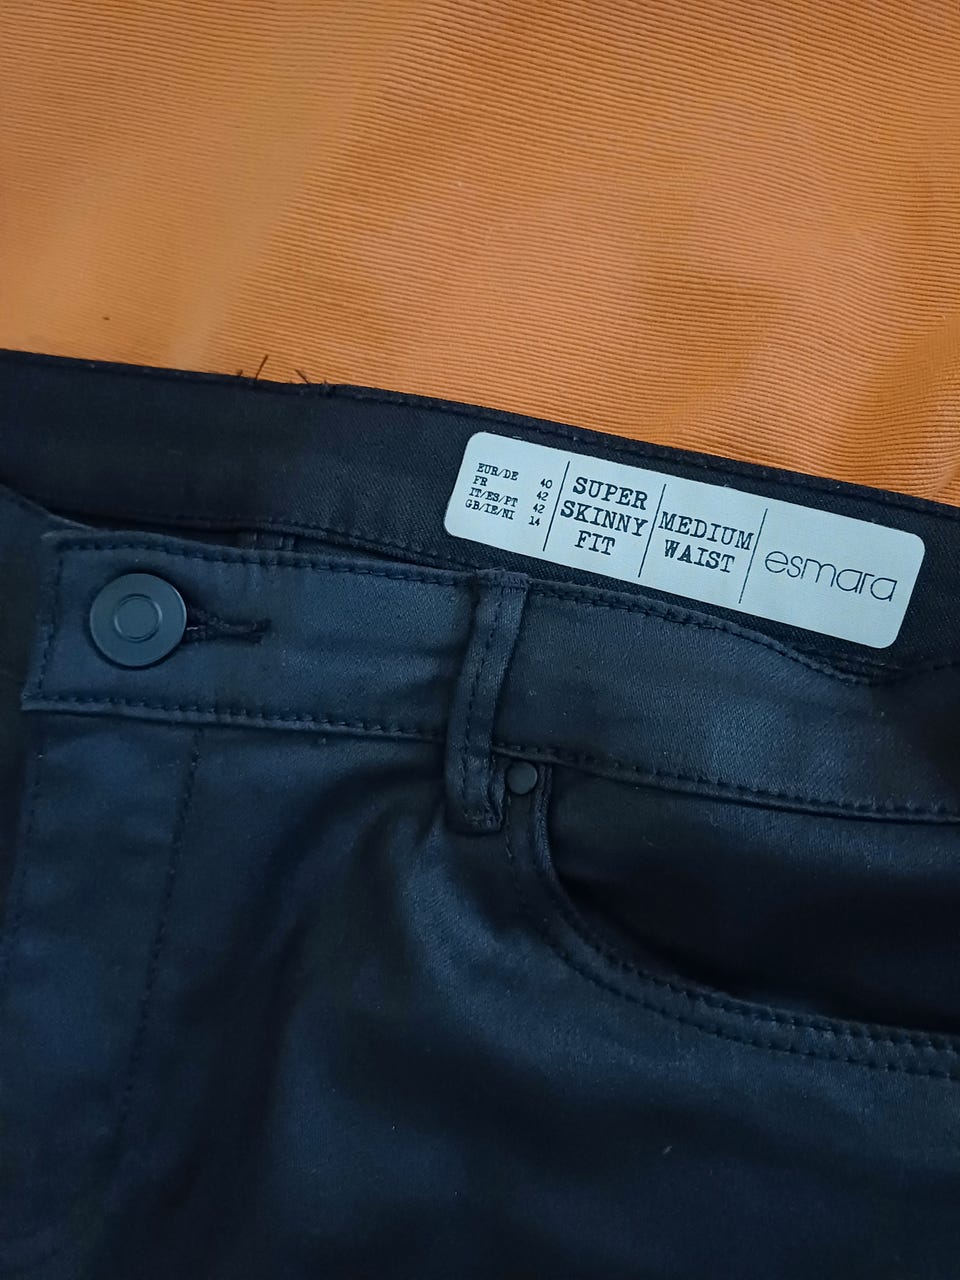 EUR/DE 40
FR 42
IT/ES/PT 42
GB/IE/NI 14
SUPER
SKINNY
FIT
MEDIUM
WAIST
esmara